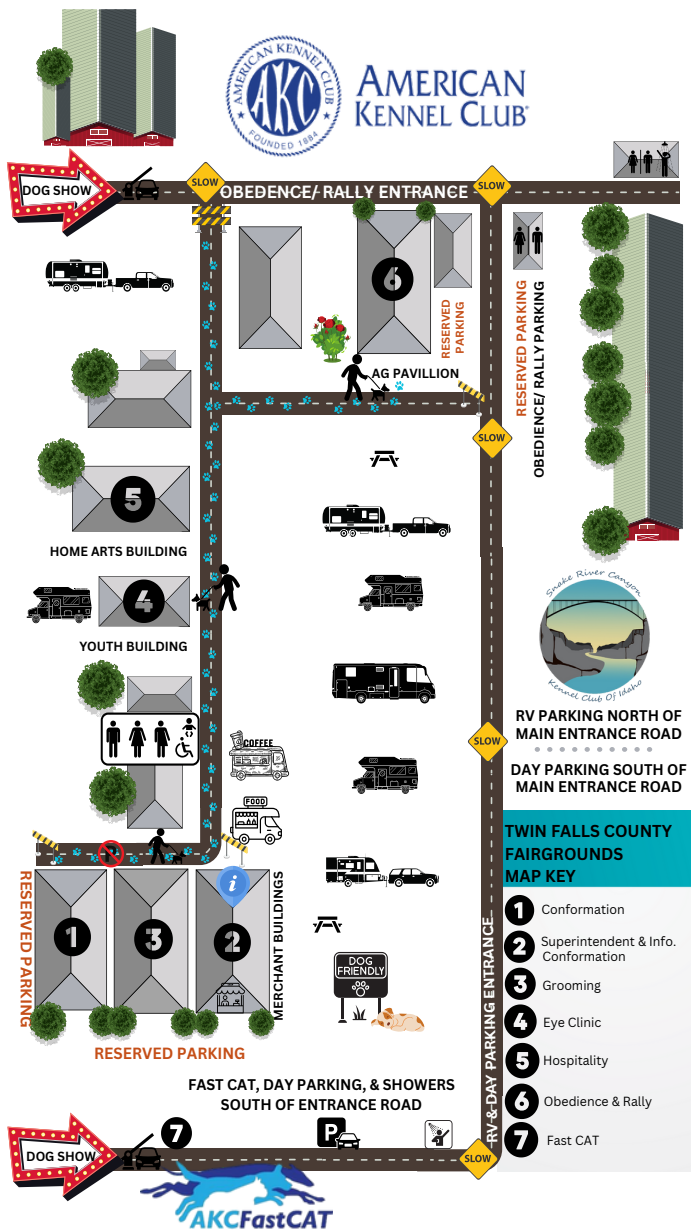 AMERICAN KENNEL CLUB
AKC
FOUNDED 1884
AMERICAN
KENNEL CLUB®
DOG SHOW
SLOW
OBEDENCE/ RALLY ENTRANCE
SLOW
6
RESERVED
PARKING
RESERVED PARKING
OBEDIENCE/ RALLY PARKING
AG PAVILLION
SLOW
5
HOME ARTS BUILDING
4
YOUTH BUILDING
Snake River Canyon
Kennel Club Of Idaho
RV PARKING NORTH OF
MAIN ENTRANCE ROAD
DAY PARKING SOUTH OF
MAIN ENTRANCE ROAD
SLOW
COFFEE
FOOD
RESERVED PARKING
1
3
2
i
MERCHANT BUILDINGS
RESERVED PARKING
DOG
FRIENDLY
RV & DAY PARKING ENTRANCE
TWIN FALLS COUNTY
FAIRGROUNDS
MAP KEY
1 Conformation
2 Superintendent & Info.
Conformation
3 Grooming
4 Eye Clinic
5 Hospitality
6 Obedience & Rally
7 Fast CAT
FAST CAT, DAY PARKING, & SHOWERS
SOUTH OF ENTRANCE ROAD
DOG SHOW
7
P
SLOW
AKCFastCAT